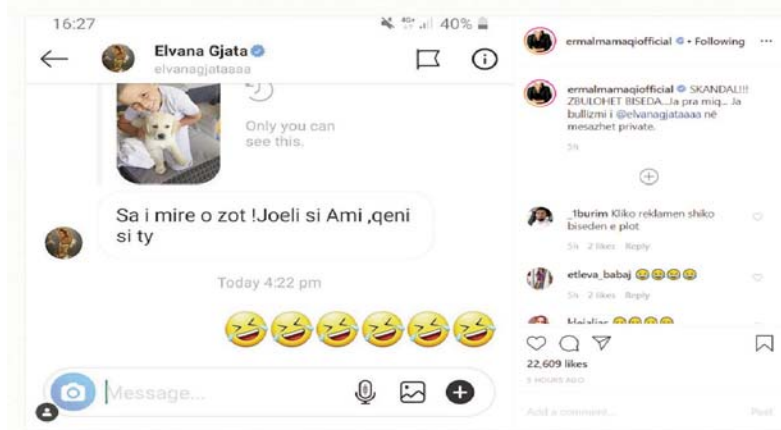 16:27
40%
Elvana Gjata
elvanagjataaaa
Only you can
see this.
Sa i mire o zot !Joeli si Ami ,qeni
si ty
Today 4:22 pm
Message...
ermalmamaqiofficial • Following
ermalmamaqiofficial SKANDAL!!!
ZBULOHET BISEDA...Ja pra miq... Ja
bullizmi i @elvanagjataaaa në
mesazhet private.
5h
_1burim Kliko reklamen shiko
biseden e plot
5h 2 likes Reply
etleva_babaj
5h 2 likes Reply
22,609 likes
5 HOURS AGO
Add a comment...
Post